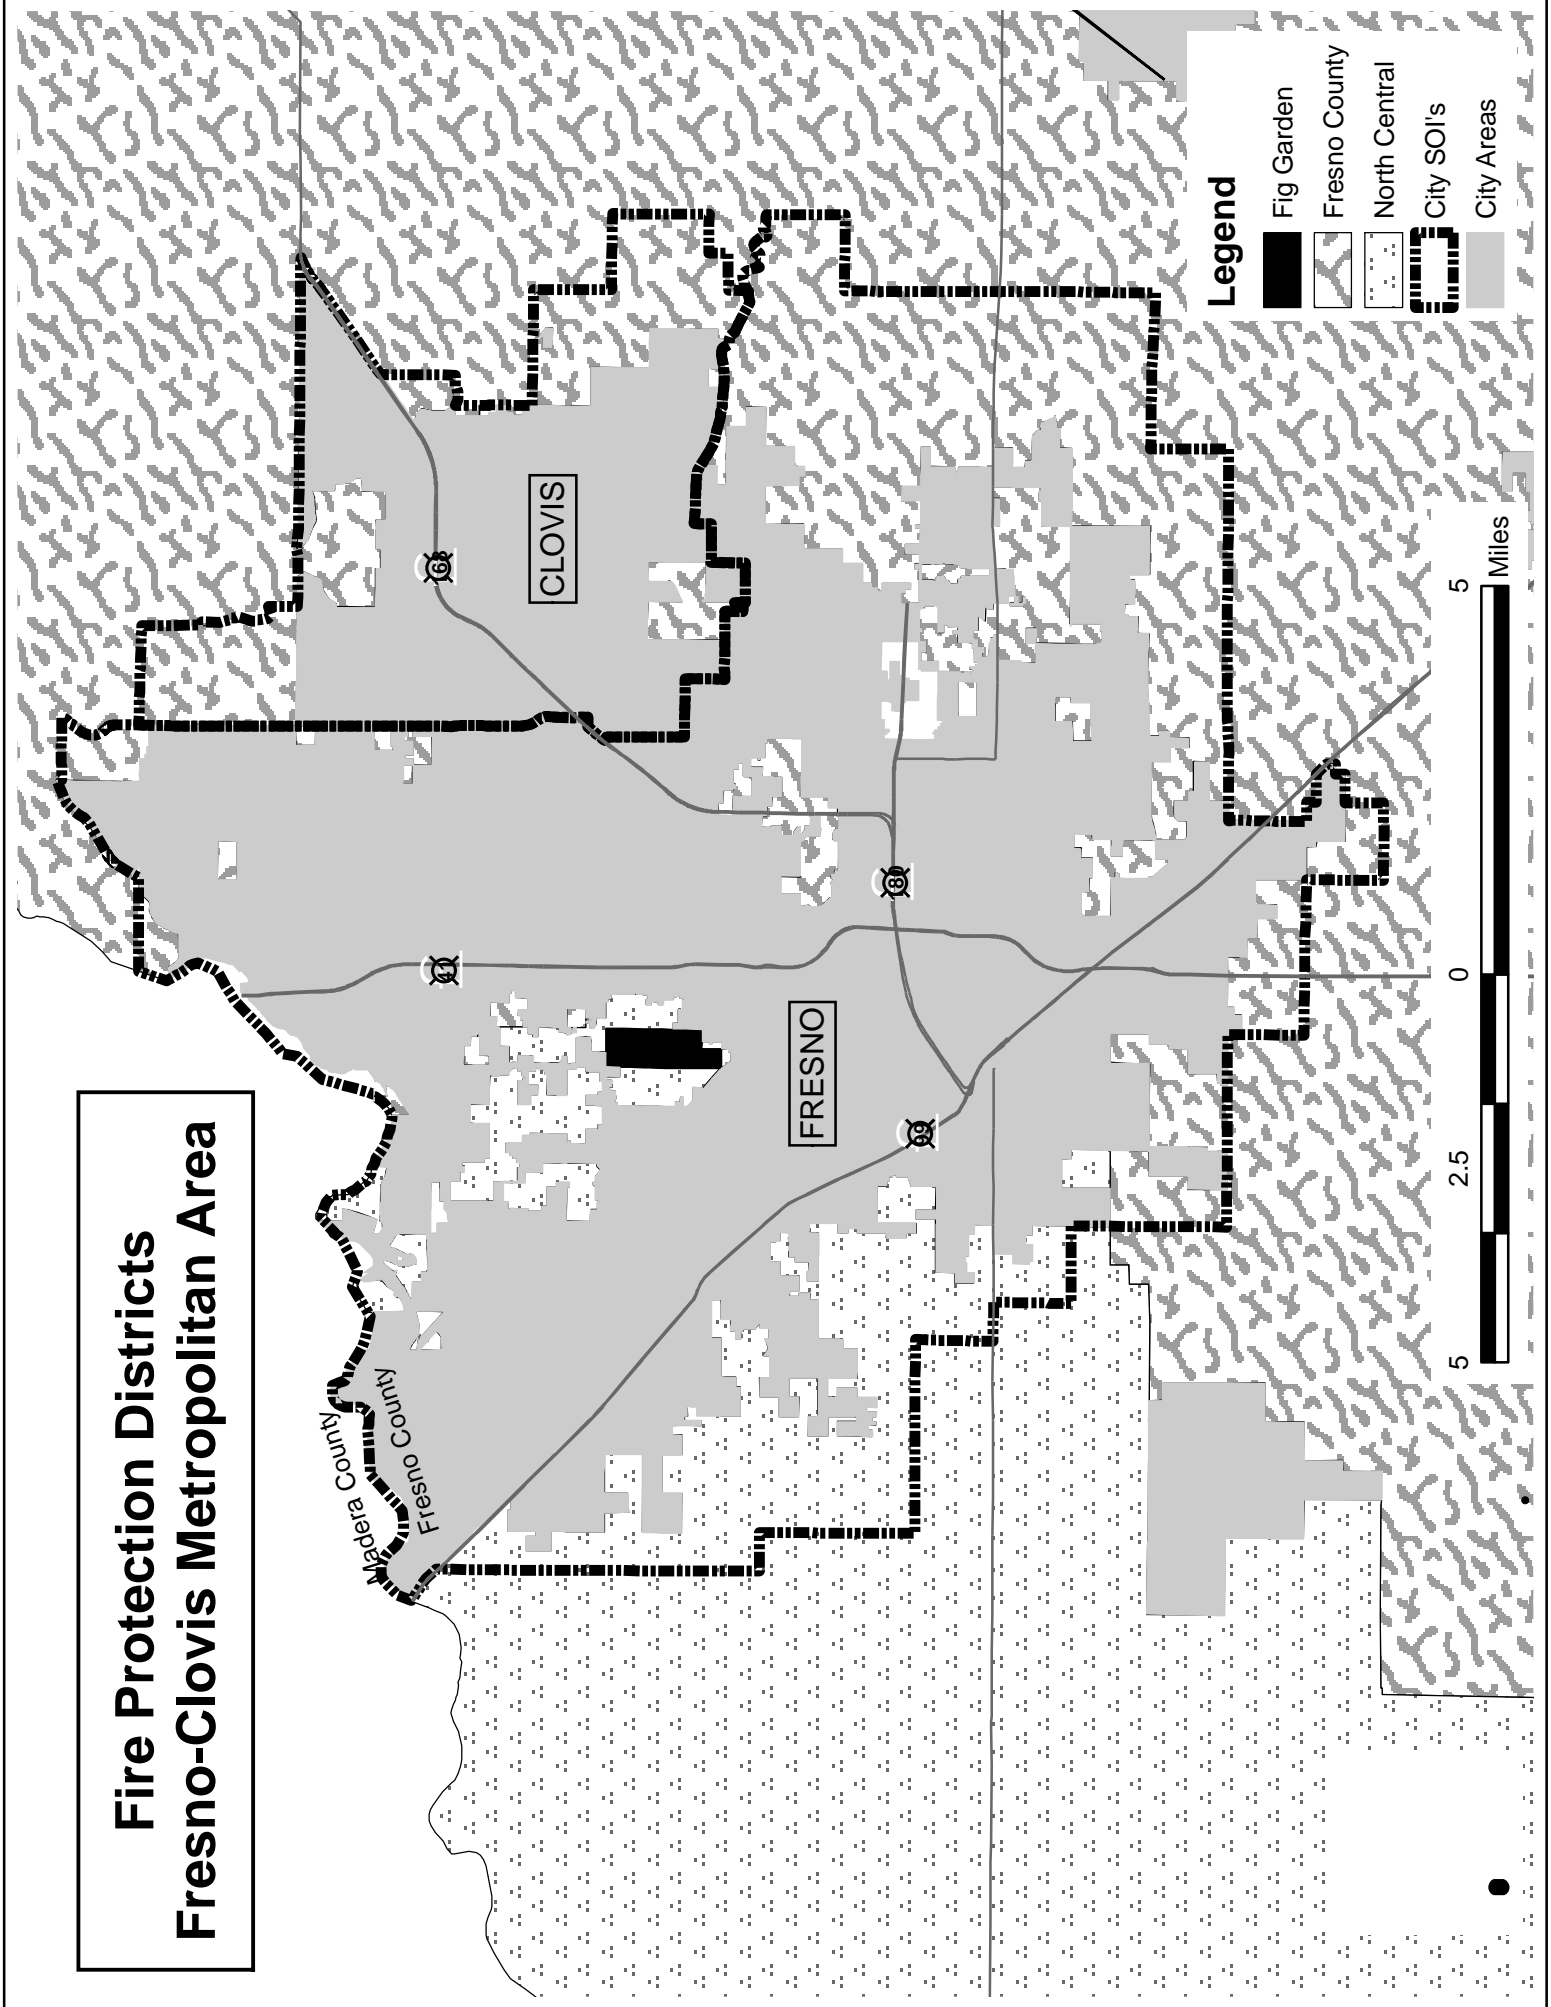 Fire Protection Districts
Fresno-Clovis Metropolitan Area
Madera County
Fresno County
CLOVIS
FRESNO
168
41
180
99
Legend
Fig Garden
Fresno County
North Central
City SOI's
City Areas
5 2.5 0 5
Miles